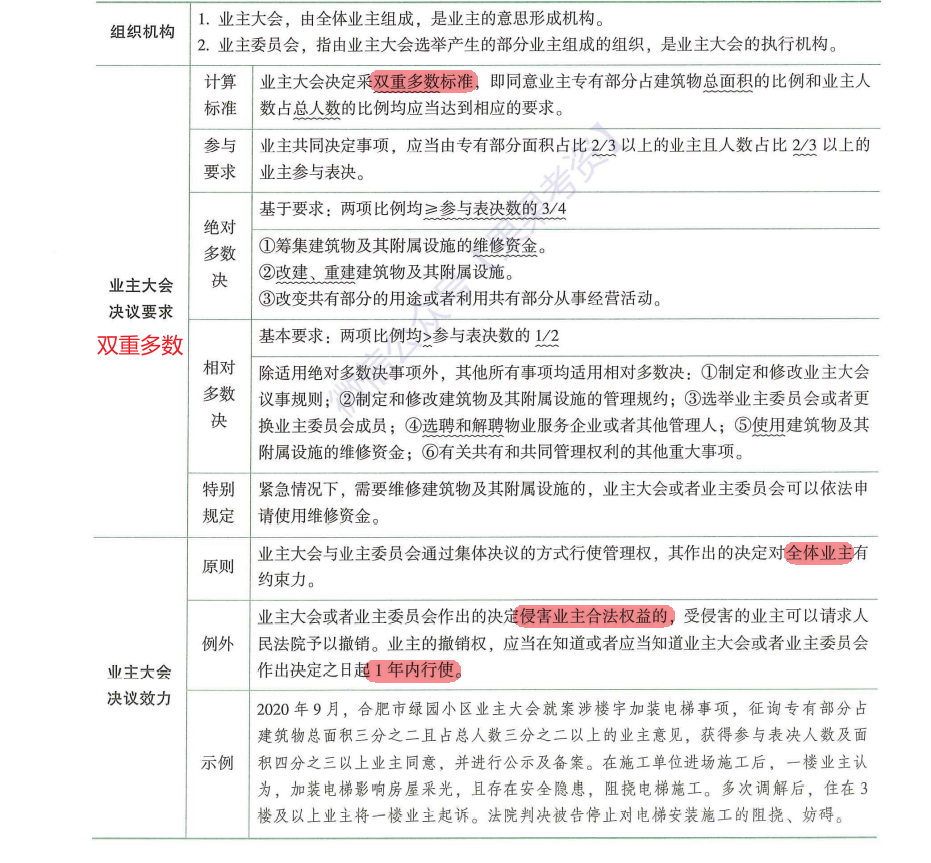 组织机构
1. 业主大会，由全体业主组成，是业主的意思形成机构。
2. 业主委员会，指由业主大会选举产生的部分业主组成的组织，是业主大会的执行机构。
业主大会
决议要求
双重多数
计算
标准
业主大会决定采双重多数标准，即同意业主专有部分占建筑物总面积的比例和业主人
数占总人数的比例均应当达到相应的要求。
参与
要求
业主共同决定事项，应当由专有部分面积占比 2/3 以上的业主且人数占比 2/3 以上的
业主参与表决。
绝对
多数
决
基于要求：两项比例均≥参与表决数的 3/4
①筹集建筑物及其附属设施的维修资金。
②改建、重建建筑物及其附属设施。
③改变共有部分的用途或者利用共有部分从事经营活动。
相对
多数
决
基本要求：两项比例均>参与表决数的 1/2
除适用绝对多数决事项外，其他所有事项均适用相对多数决：①制定和修改业主大会
议事规则；②制定和修改建筑物及其附属设施的管理规约；③选举业主委员会或者更
换业主委员会成员；④选聘和解聘物业服务企业或者其他管理人；⑤使用建筑物及其
附属设施的维修资金；⑥有关共有和共同管理权利的其他重大事项。
特别
规定
紧急情况下，需要维修建筑物及其附属设施的，业主大会或者业主委员会可以依法申
请使用维修资金。
业主大会
决议效力
原则
业主大会与业主委员会通过集体决议的方式行使管理权，其作出的决定对全体业主有
约束力。
例外
业主大会或者业主委员会作出的决定侵害业主合法权益的，受侵害的业主可以请求人
民法院予以撤销。业主的撤销权，应当在知道或者应当知道业主大会或者业主委员会
作出决定之日起 1 年内行使。
示例
2020 年 9 月，合肥市绿园小区业主大会就案涉楼宇加装电梯事项，征询专有部分占
建筑物总面积三分之二且占总人数三分之二以上的业主意见，获得参与表决人数及面
积四分之三以上业主同意，并进行公示及备案。在施工单位进场施工后，一楼业主认
为，加装电梯影响房屋采光，且存在安全隐患，阻挠电梯施工。多次调解后，住在 3
楼及以上业主将一楼业主起诉。法院判决被告停止对电梯安装施工的阻挠、妨碍。